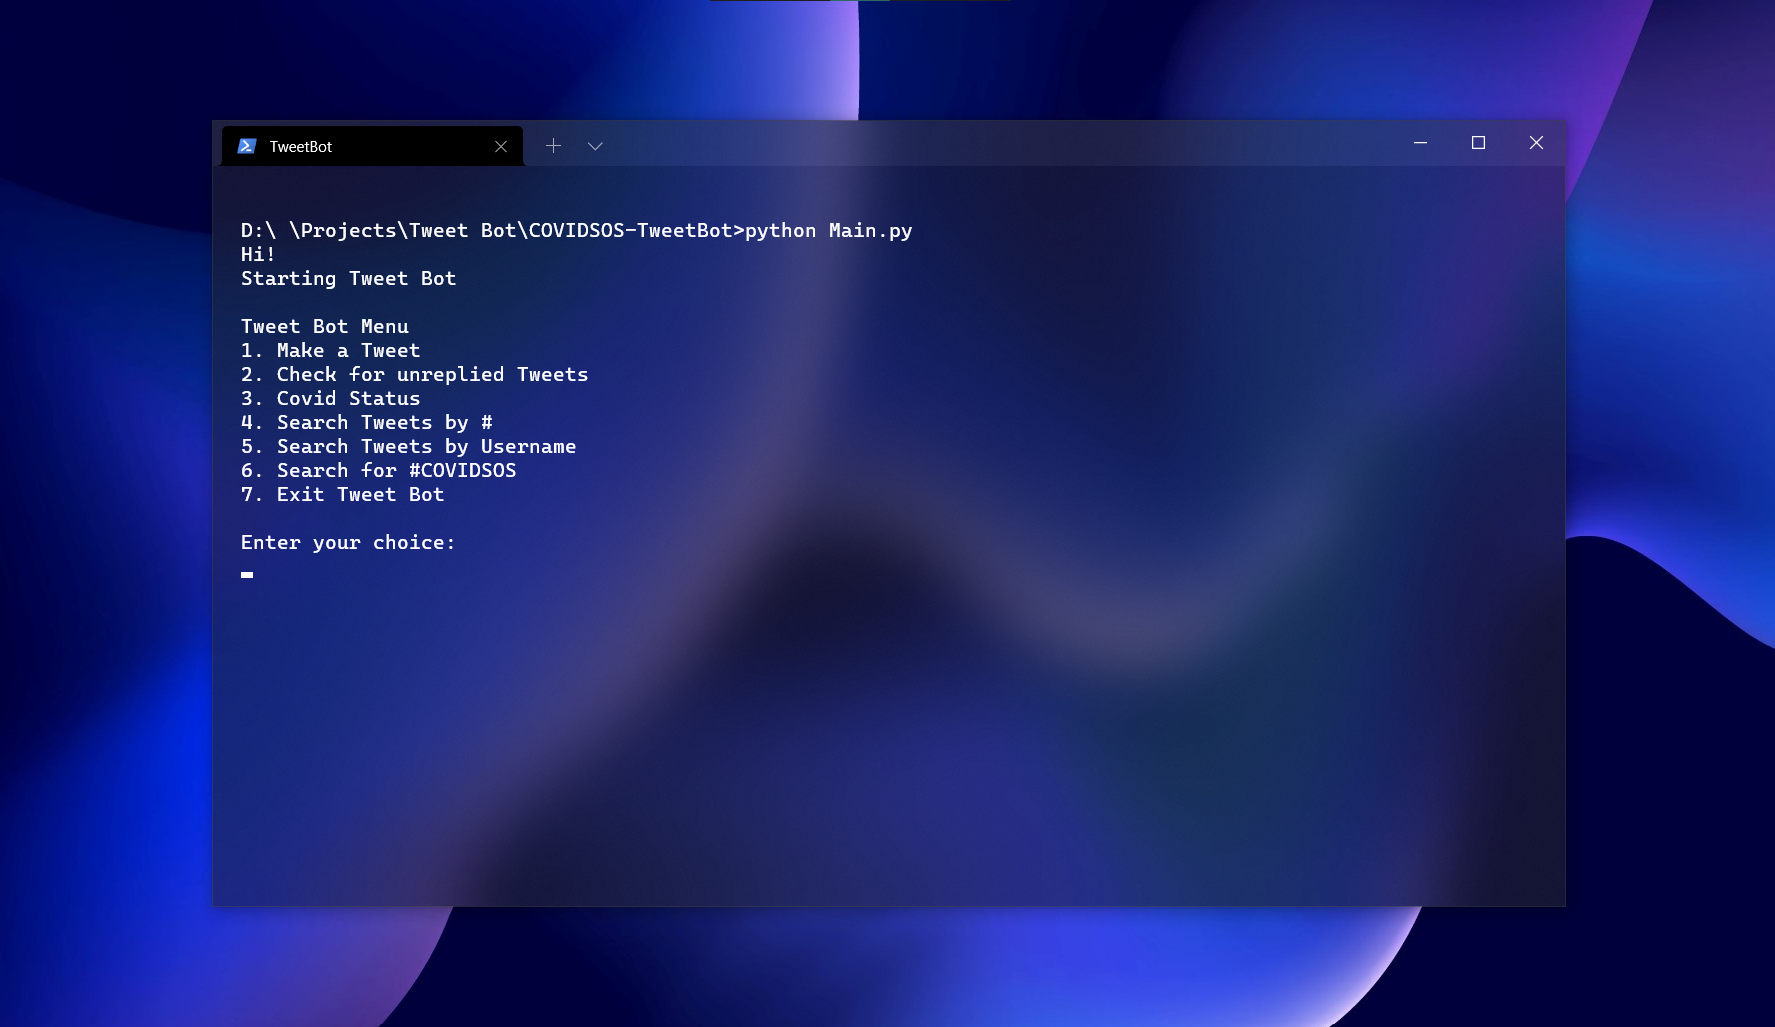 TweetBot
D:\ \Projects\Tweet Bot\COVIDSOS-TweetBot>python Main.py
Hi!
Starting Tweet Bot
Tweet Bot Menu
1. Make a Tweet
2. Check for unreplied Tweets
3. Covid Status
4. Search Tweets by #
5. Search Tweets by Username
6. Search for #COVIDSOS
7. Exit Tweet Bot
Enter your choice: